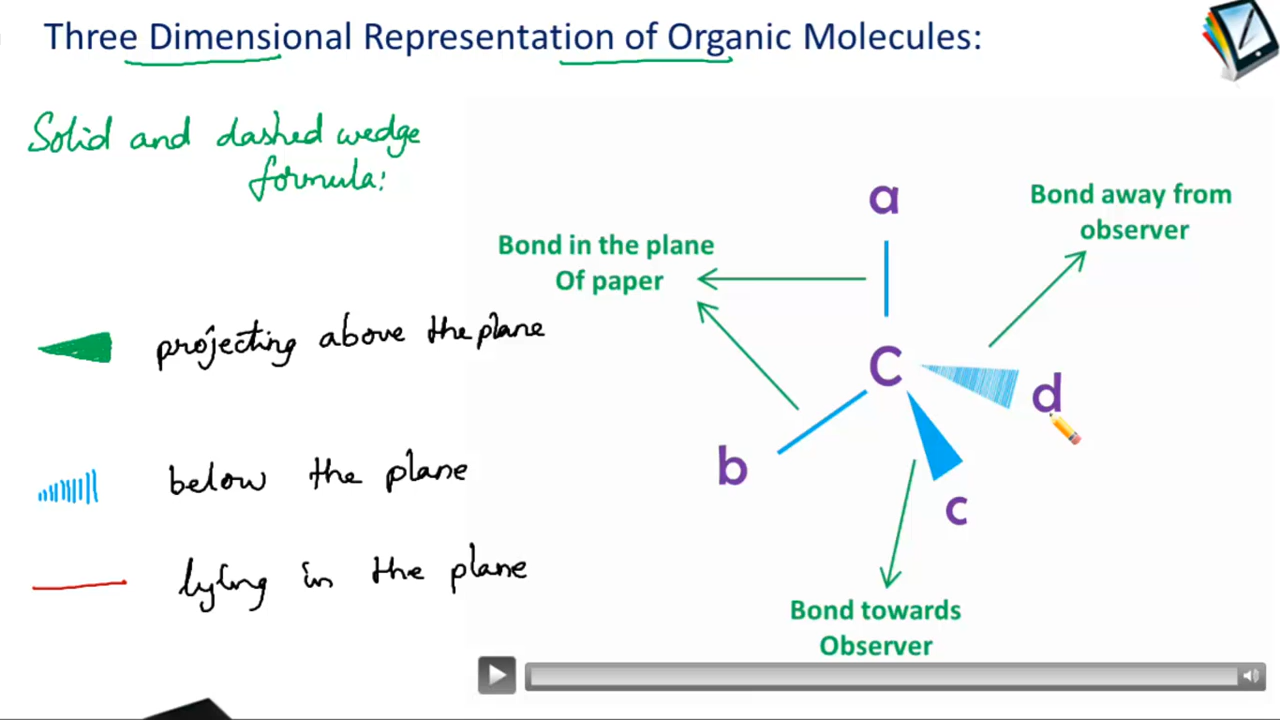 Three Dimensional Representation of Organic Molecules:
Solid and dashed wedge
formula:
projecting above the plane
below the plane
lying in the plane
a
Bond away from
observer
Bond in the plane
Of paper
C
d
b
c
Bond towards
Observer